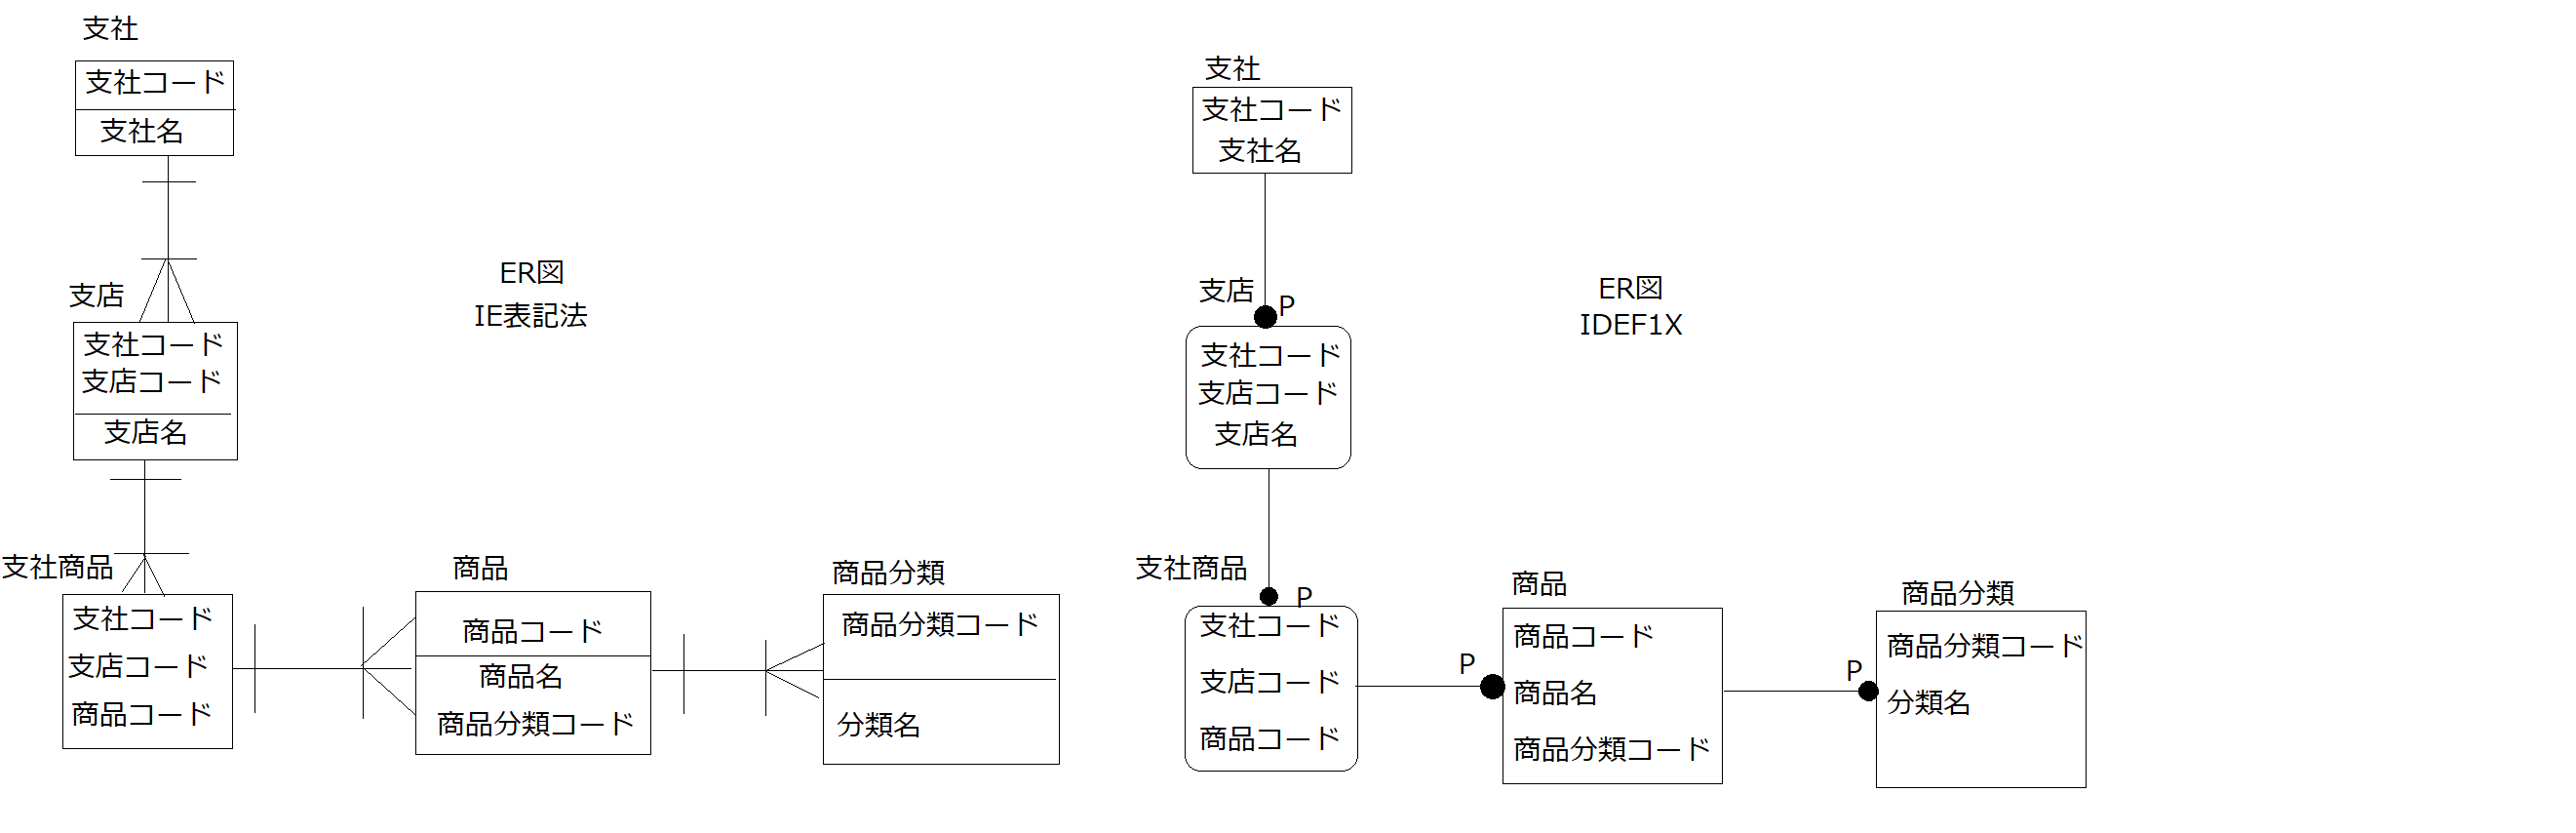 支社
支社コード
支社名
支店
支社コード
支店コード
支店名
支社商品
支社コード
支店コード
商品コード
商品
商品コード
商品名
商品分類コード
商品分類
商品分類コード
分類名
ER図
IE表記法
支社
支社コード
支社名
支店
P
支社コード
支店コード
支店名
支社商品
P
支社コード
支店コード
商品コード
商品
P
商品コード
商品名
商品分類コード
商品分類
P
商品分類コード
分類名
ER図
IDEF1X